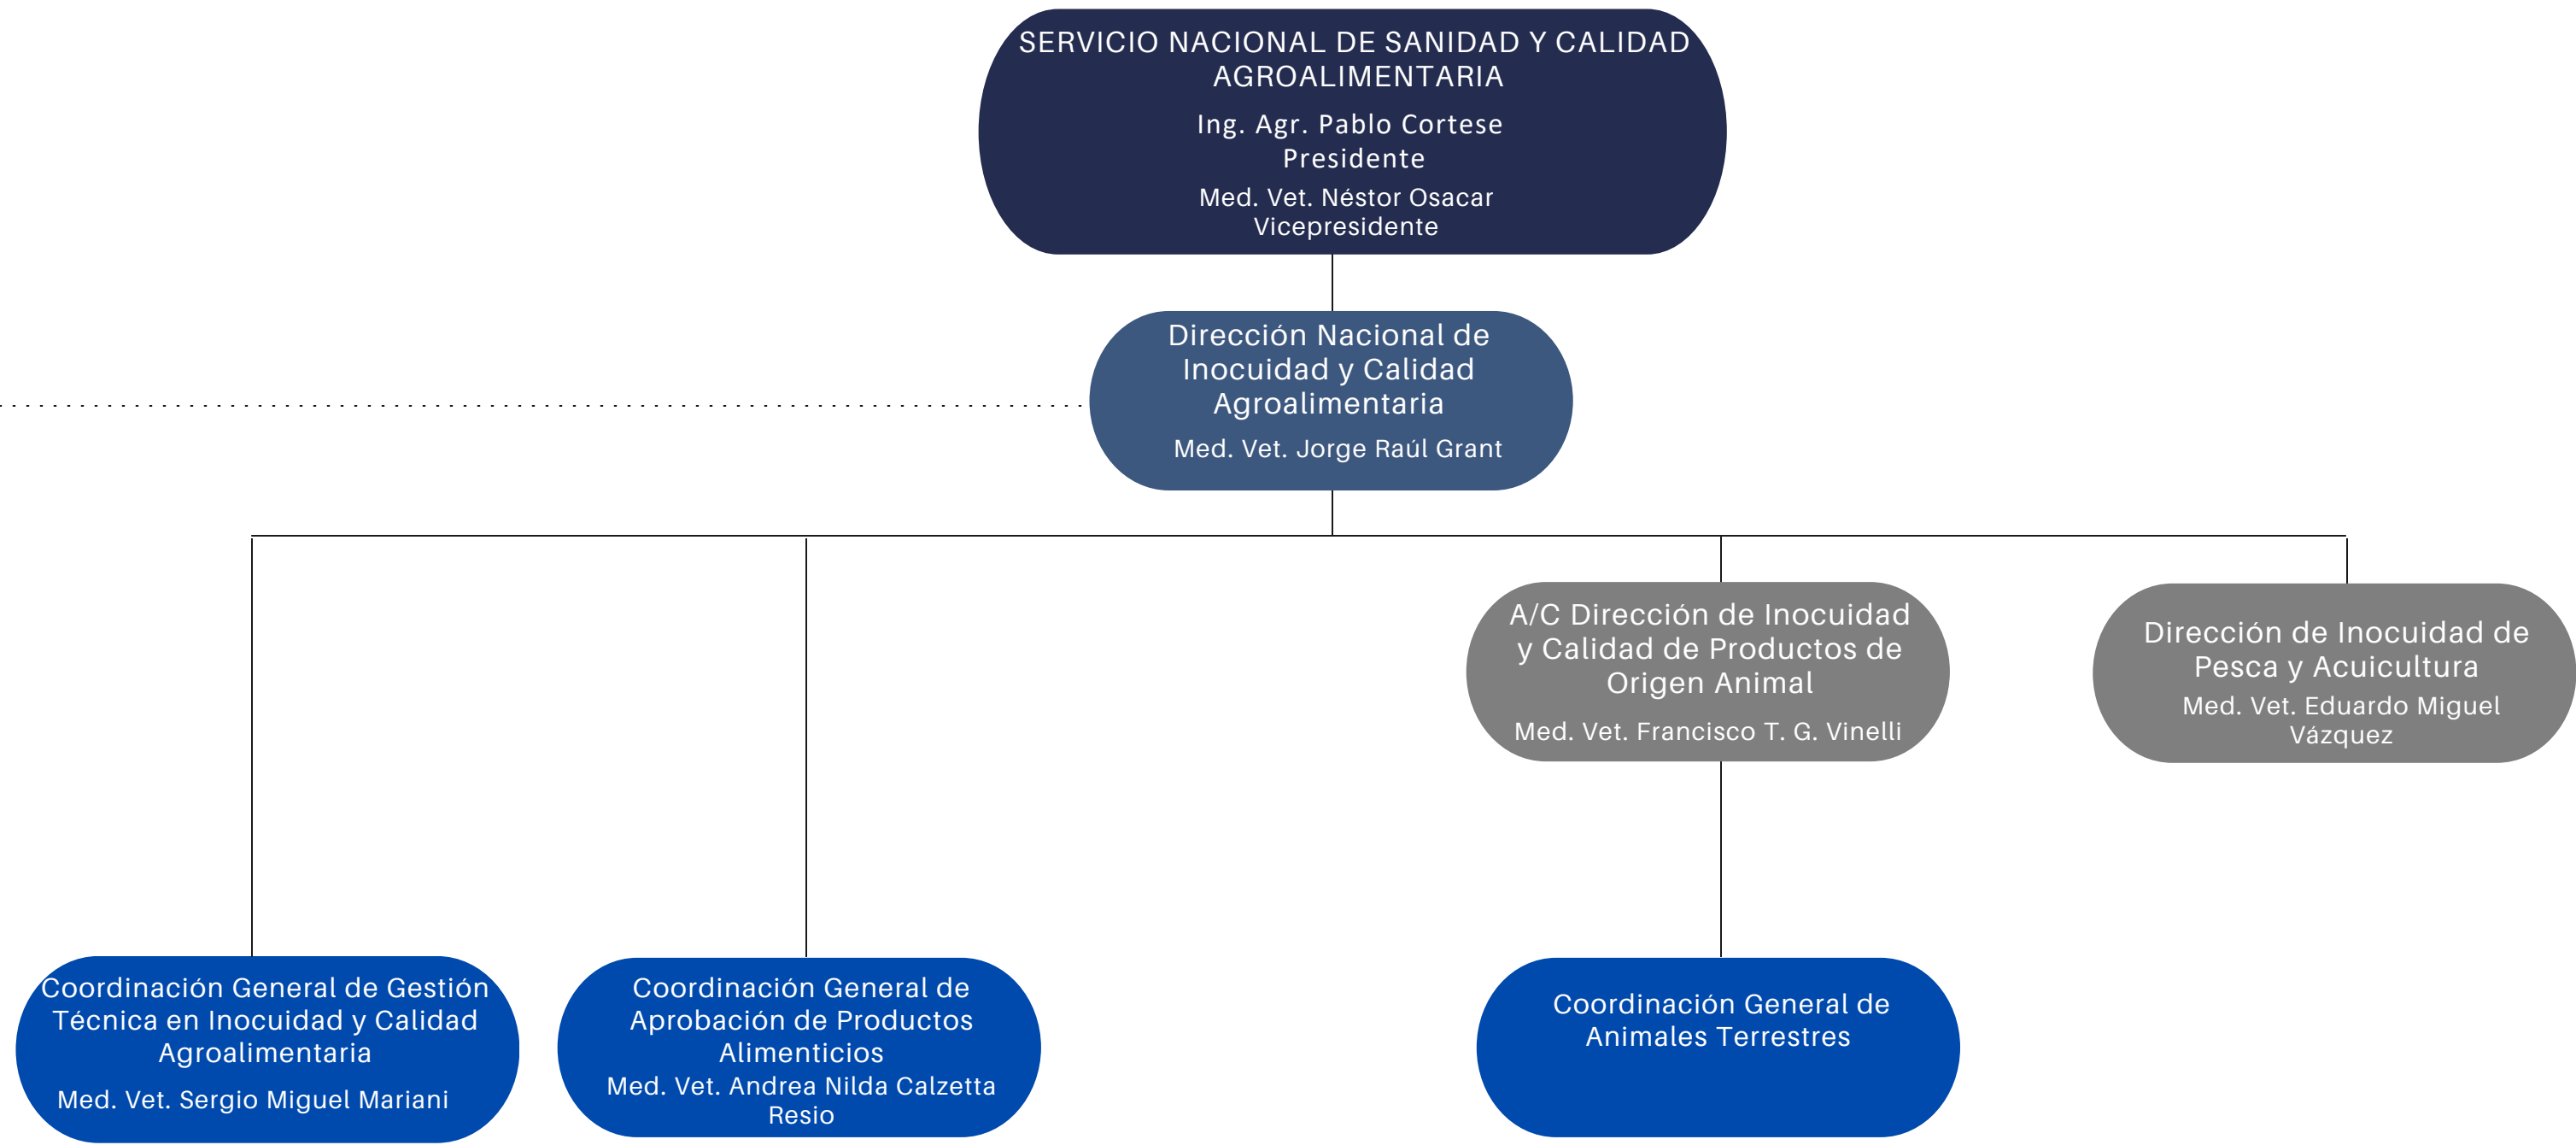 SERVICIO NACIONAL DE SANIDAD Y CALIDAD
AGROALIMENTARIA
Ing. Agr. Pablo Cortese
Presidente
Med. Vet. Néstor Osacar
Vicepresidente
Dirección Nacional de
Inocuidad y Calidad
Agroalimentaria
Med. Vet. Jorge Raúl Grant
A/C Dirección de Inocuidad
y Calidad de Productos de
Origen Animal
Med. Vet. Francisco T. G. Vinelli
Dirección de Inocuidad de
Pesca y Acuicultura
Med. Vet. Eduardo Miguel
Vázquez
Coordinación General de Gestión
Técnica en Inocuidad y Calidad
Agroalimentaria
Med. Vet. Sergio Miguel Mariani
Coordinación General de
Aprobación de Productos
Alimenticios
Med. Vet. Andrea Nilda Calzetta
Resio
Coordinación General de
Animales Terrestres